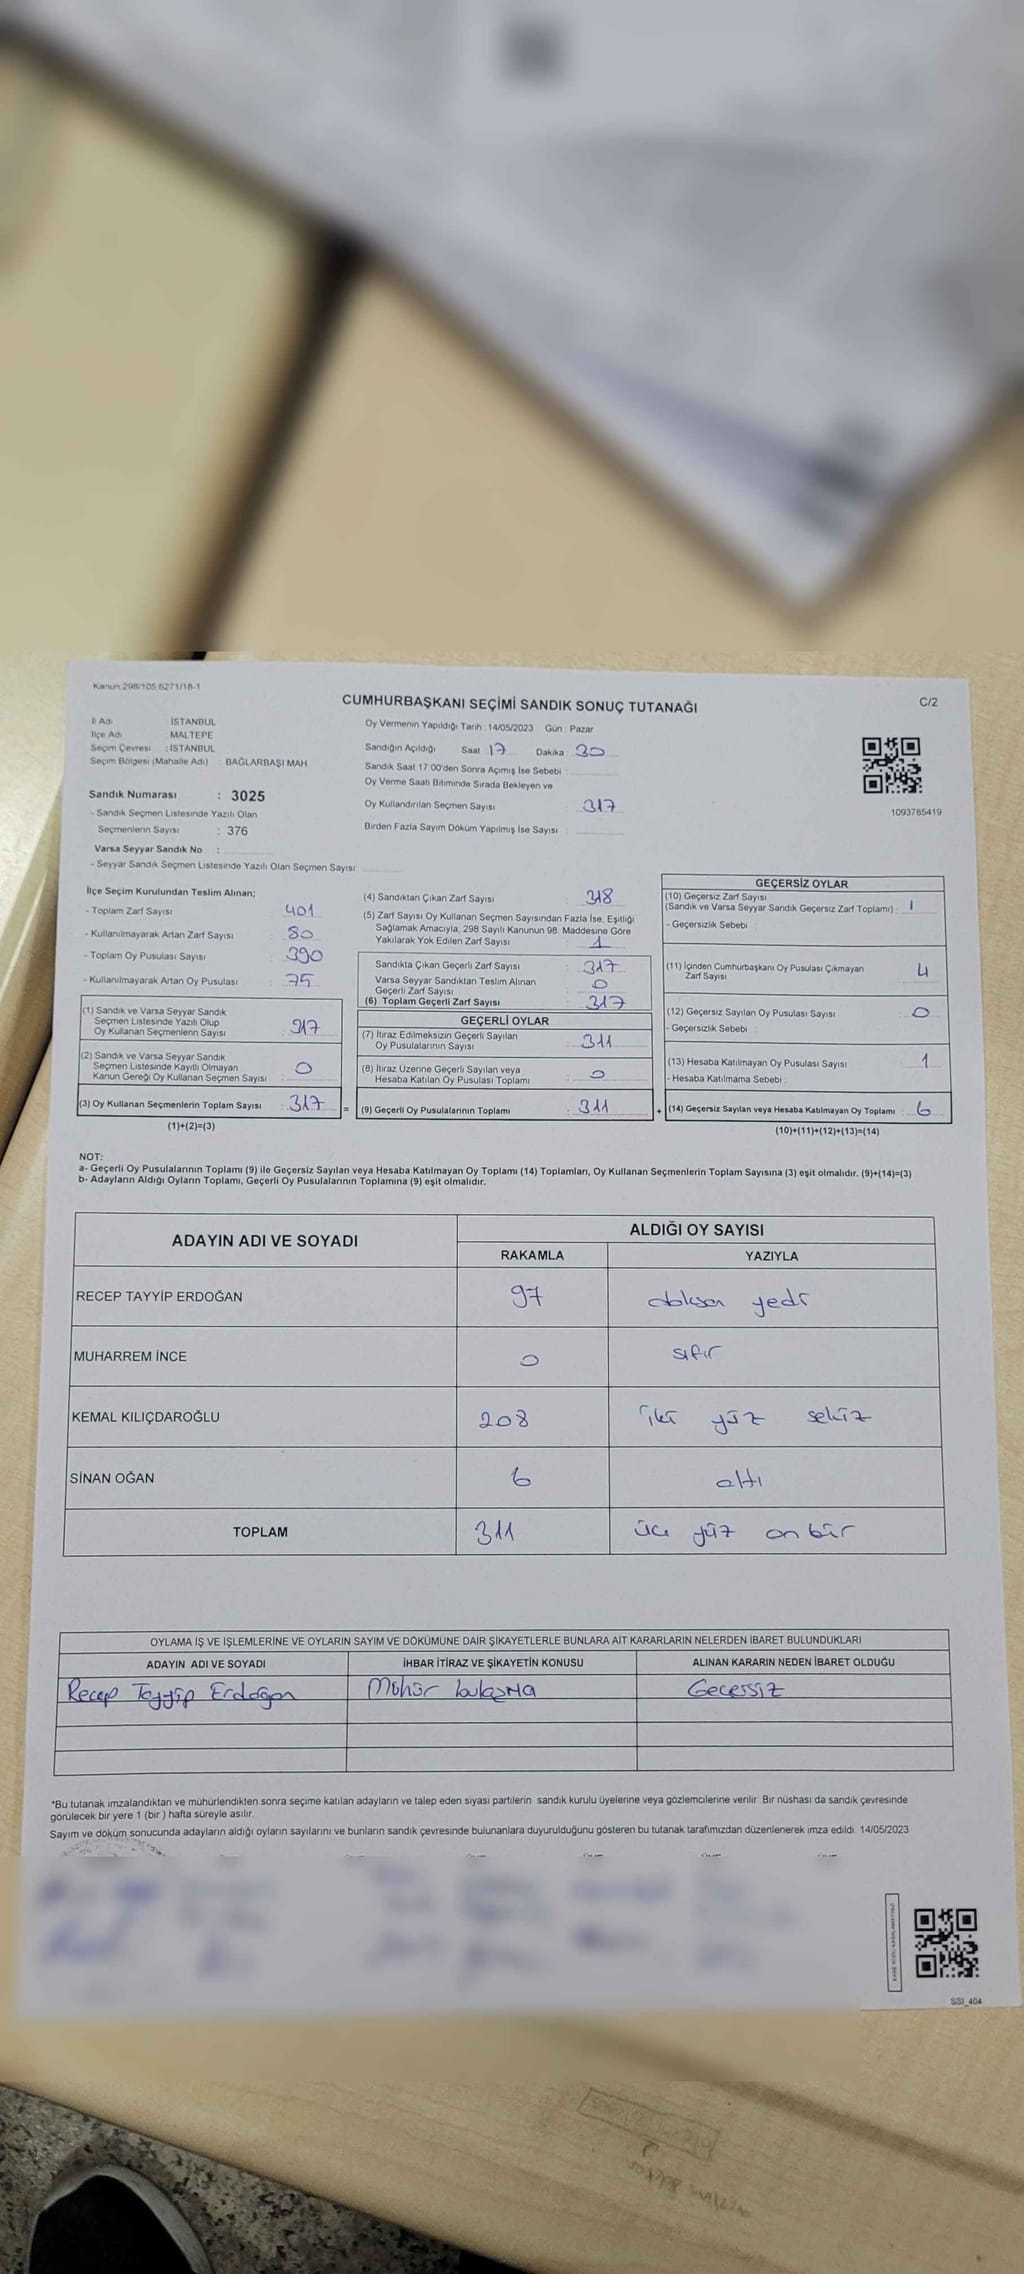 Kanun 298/105 6271/18-1
C/2
CUMHURBAŞKANI SEÇİMİ SANDIK SONUÇ TUTANAĞI
İl Adı İSTANBUL
İlçe Adı MALTEPE
Seçim Çevresi : İSTANBUL
Seçim Bölgesi (Mahalle Adı) : BAĞLARBAŞI MAH
Sandık Numarası : 3025
- Sandık Seçmen Listesinde Yazılı Olan
Seçmenlerin Sayısı : 376
Varsa Seyyar Sandık No :
- Seyyar Sandık Seçmen Listesinde Yazılı Olan Seçmen Sayısı
Oy Vermenin Yapıldığı Tarih 14/05/2023 Gün : Pazar
Sandığın Açıldığı Saat 17 Dakika 30
Sandık Saat 17:00'den Sonra Açımış İse Sebebi
Oy Verme Saati Bitiminde Sırada Bekleyen ve
Oy Kullandırılan Seçmen Sayısı : 317
Birden Fazla Sayım Döküm Yapılmış İse Sayısı
1093785419
İlçe Seçim Kurulundan Teslim Alınan;
- Toplam Zarf Sayısı : 401
- Kullanılmayarak Artan Zarf Sayısı : 80
- Toplam Oy Pusulası Sayısı : 390
- Kullanılmayarak Artan Oy Pusulası : 75
(1) Sandık ve Varsa Seyyar Sandık
Seçmen Listesinde Yazılı Olup
Oy Kullanan Seçmenlerin Sayısı : 317
(2) Sandık ve Varsa Seyyar Sandık
Seçmen Listesinde Kayıtlı Olmayan
Kanun Gereği Oy Kullanan Seçmen Sayısı : 0
(3) Oy Kullanan Seçmenlerin Toplam Sayısı : 317 =
(1)+(2)=(3)
(4) Sandıktan Çıkan Zarf Sayısı : 318
(5) Zarf Sayısı Oy Kullanan Seçmen Sayısından Fazla İse, Eşitliği
Sağlamak Amacıyla, 298 Sayılı Kanunun 98. Maddesine Göre
Yakılarak Yok Edilen Zarf Sayısı : 1
Sandıkta Çıkan Geçerli Zarf Sayısı : 317
Varsa Seyyar Sandıktan Teslim Alınan
Geçerli Zarf Sayısı : 0
(6) Toplam Geçerli Zarf Sayısı : 317
GEÇERLİ OYLAR
(7) İtiraz Edilmeksizin Geçerli Sayılan
Oy Pusulalarının Sayısı : 311
(8) İtiraz Üzerine Geçerli Sayılan veya
Hesaba Katılan Oy Pusulası Toplamı : 0
(9) Geçerli Oy Pusulalarının Toplamı : 311 +
GEÇERSİZ OYLAR
(10) Geçersiz Zarf Sayısı
(Sandık ve Varsa Seyyar Sandık Geçersiz Zarf Toplamı) : 1
- Geçersizlik Sebebi :
(11) İçinden Cumhurbaşkanı Oy Pusulası Çıkmayan
Zarf Sayısı : 4
(12) Geçersiz Sayılan Oy Pusulası Sayısı : 0
- Geçersizlik Sebebi :
(13) Hesaba Katılmayan Oy Pusulası Sayısı : 1
- Hesaba Katılmama Sebebi :
(14) Geçersiz Sayılan veya Hesaba Katılmayan Oy Toplamı : 6
(10)+(11)+(12)+(13)=(14)
NOT:
a- Geçerli Oy Pusulalarının Toplamı (9) ile Geçersiz Sayılan veya Hesaba Katılmayan Oy Toplamı (14) Toplamları, Oy Kullanan Seçmenlerin Toplam Sayısına (3) eşit olmalıdır. (9)+(14)=(3)
b- Adayların Aldığı Oyların Toplamı, Geçerli Oy Pusulalarının Toplamına (9) eşit olmalıdır.
ADAYIN ADI VE SOYADI ALDIĞI OY SAYISI
RAKAMLA YAZIYLA
RECEP TAYYİP ERDOĞAN 97 doksan yedi
MUHARREM İNCE 0 sıfır
KEMAL KILIÇDAROĞLU 208 iki yüz sekiz
SİNAN OĞAN 6 altı
TOPLAM 311 üç yüz on bir
OYLAMA İŞ VE İŞLEMLERİNE VE OYLARIN SAYIM VE DÖKÜMÜNE DAİR ŞİKAYETLERLE BUNLARA AİT KARARLARIN NELERDEN İBARET BULUNDUKLARI
ADAYIN ADI VE SOYADI İHBAR İTİRAZ VE ŞİKAYETİN KONUSU ALINAN KARARIN NEDEN İBARET OLDUĞU
Recep Tayyip Erdoğan Mühür bulaşma Geçersiz
*Bu tutanak imzalandıktan ve mühürlendikten sonra seçime katılan adayların ve talep eden siyasi partilerin sandık kurulu üyelerine veya gözlemcilerine verilir. Bir nüshası da sandık çevresinde
görülecek bir yere 1 (bir ) hafta süreyle asılır.
Sayım ve döküm sonucunda adayların aldığı oyların sayılarını ve bunların sandık çevresinde bulunanlara duyurulduğunu gösteren bu tutanak tarafımızdan düzenlenerek imza edildi. 14/05/2023
SSI_404